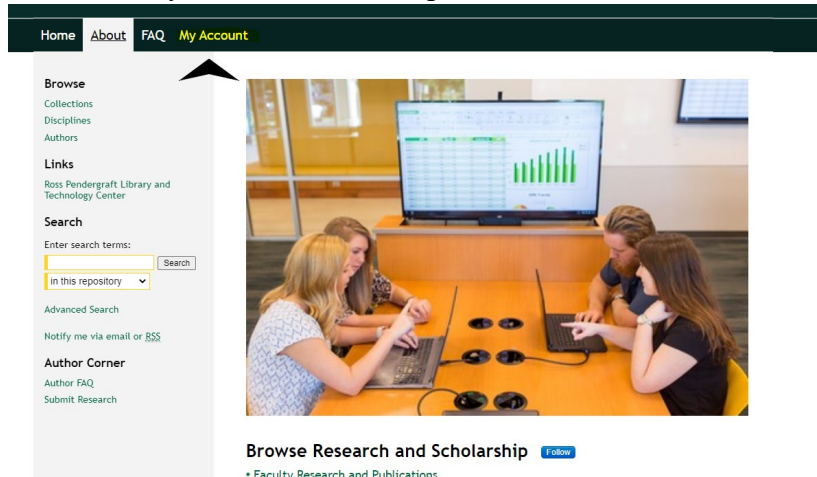 Home About FAQ My Account
Browse
Collections
Disciplines
Authors
Links
Ross Pendergraft Library and
Technology Center
Search
Enter search terms:
Search
in this repository
Advanced Search
Notify me via email or RSS
Author Corner
Author FAQ
Submit Research
Browse Research and Scholarship Follow
• Faculty Research and Publications